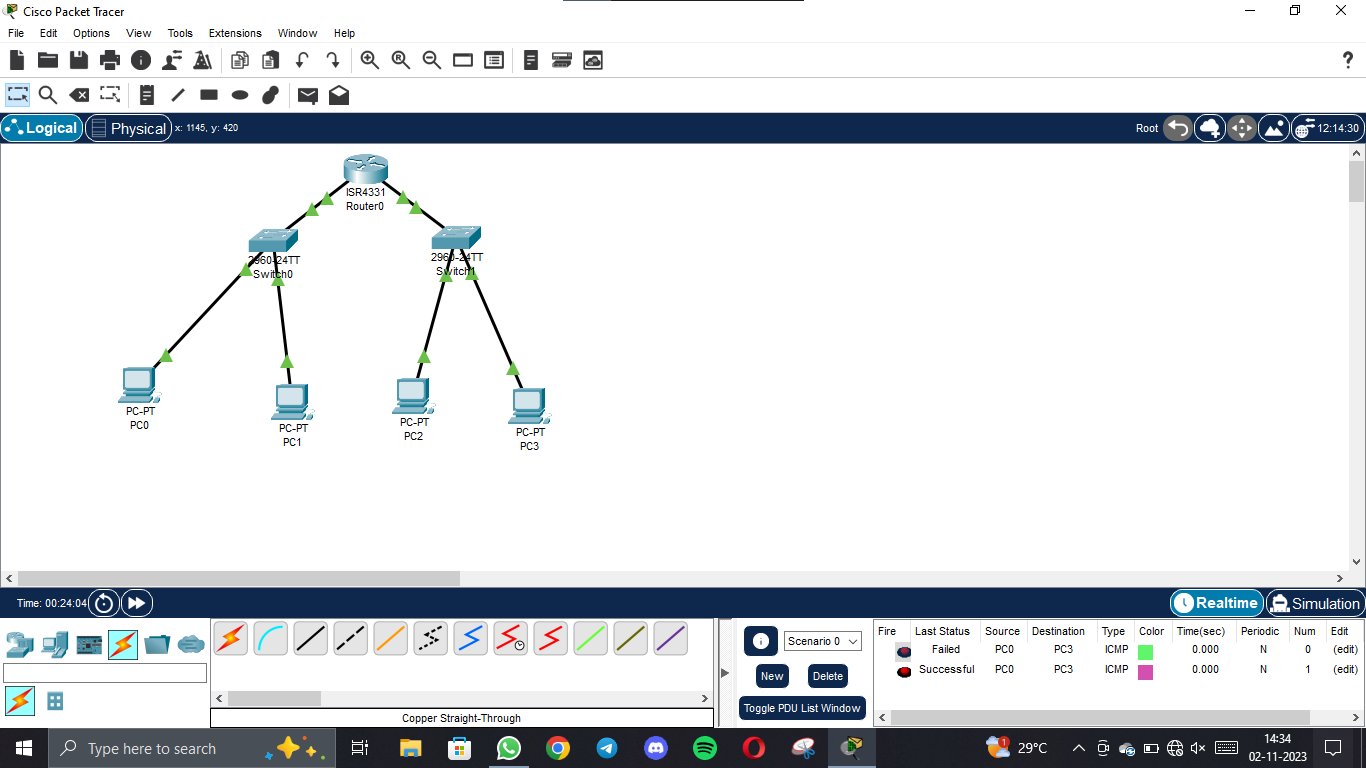 Cisco Packet Tracer
File Edit Options View Tools Extensions Window Help
Logical Physical x: 1145, y: 420 Root 12:14:30
ISR4331
Router0
2960-24TT
Switch0
2960-24TT
Switch1
PC-PT
PC0
PC-PT
PC1
PC-PT
PC2
PC-PT
PC3
Time: 00:24:04 Realtime Simulation
Scenario 0
New Delete
Toggle PDU List Window
Fire Last Status Source Destination Type Color Time(sec) Periodic Num Edit
Failed PC0 PC3 ICMP 0.000 N 0 (edit)
Successful PC0 PC3 ICMP 0.000 N 1 (edit)
Copper Straight-Through
Type here to search
1 29°C
14:34
02-11-2023